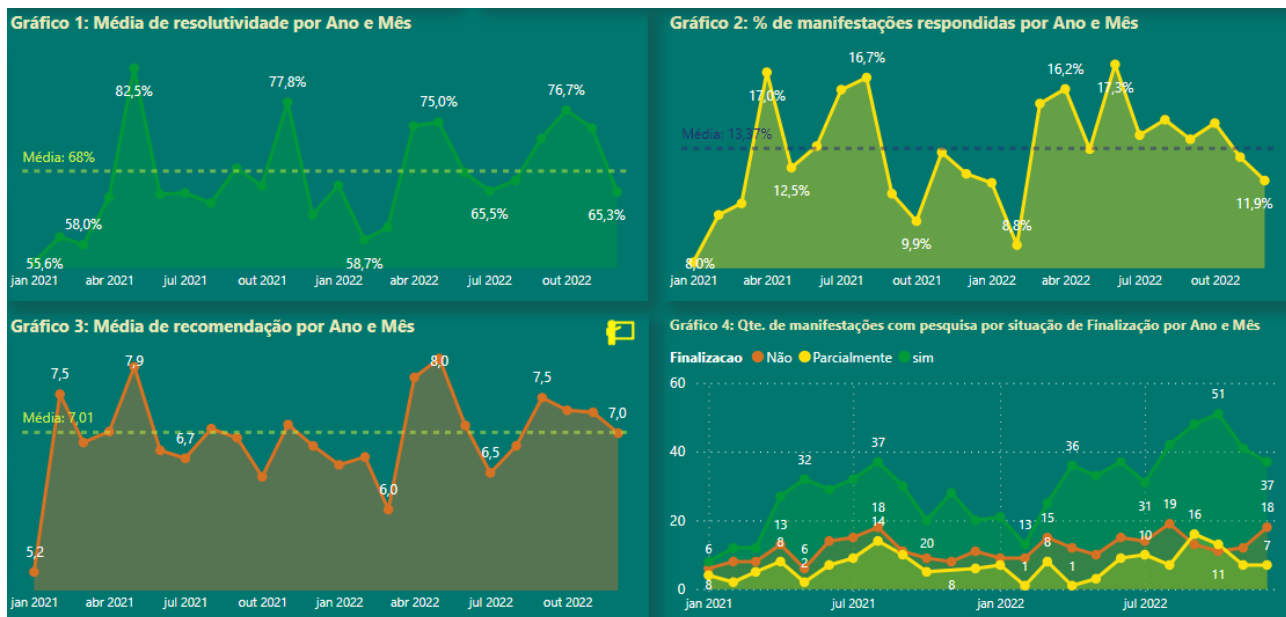 Gráfico 1: Média de resolutividade por Ano e Mês
82,5%
77,8%
75,0%
76,7%
Média: 68%
58,0%
65,5%
65,3%
55,6%
58,7%
jan 2021 abr 2021 jul 2021 out 2021 jan 2022 abr 2022 jul 2022 out 2022
Gráfico 2: % de manifestações respondidas por Ano e Mês
16,7%
17,0%
16,2%
17,3%
Média: 13,37%
12,5%
11,9%
9,9%
8,8%
8,0%
jan 2021 abr 2021 jul 2021 out 2021 jan 2022 abr 2022 jul 2022 out 2022
Gráfico 3: Média de recomendação por Ano e Mês
7,9
8,0
7,5
7,5
Média: 7,01
7,0
6,7
6,5
6,0
5,2
jan 2021 abr 2021 jul 2021 out 2021 jan 2022 abr 2022 jul 2022 out 2022
Gráfico 4: Qte. de manifestações com pesquisa por situação de Finalização por Ano e Mês
Finalizacao Não Parcialmente sim
60
51
40
37
36
32
37
31 19 18
18
20
13 14 13 15 16
6 8 6 20 8 10 7
2 1 1 11
0 8 8
jan 2021 jul 2021 jan 2022 jul 2022